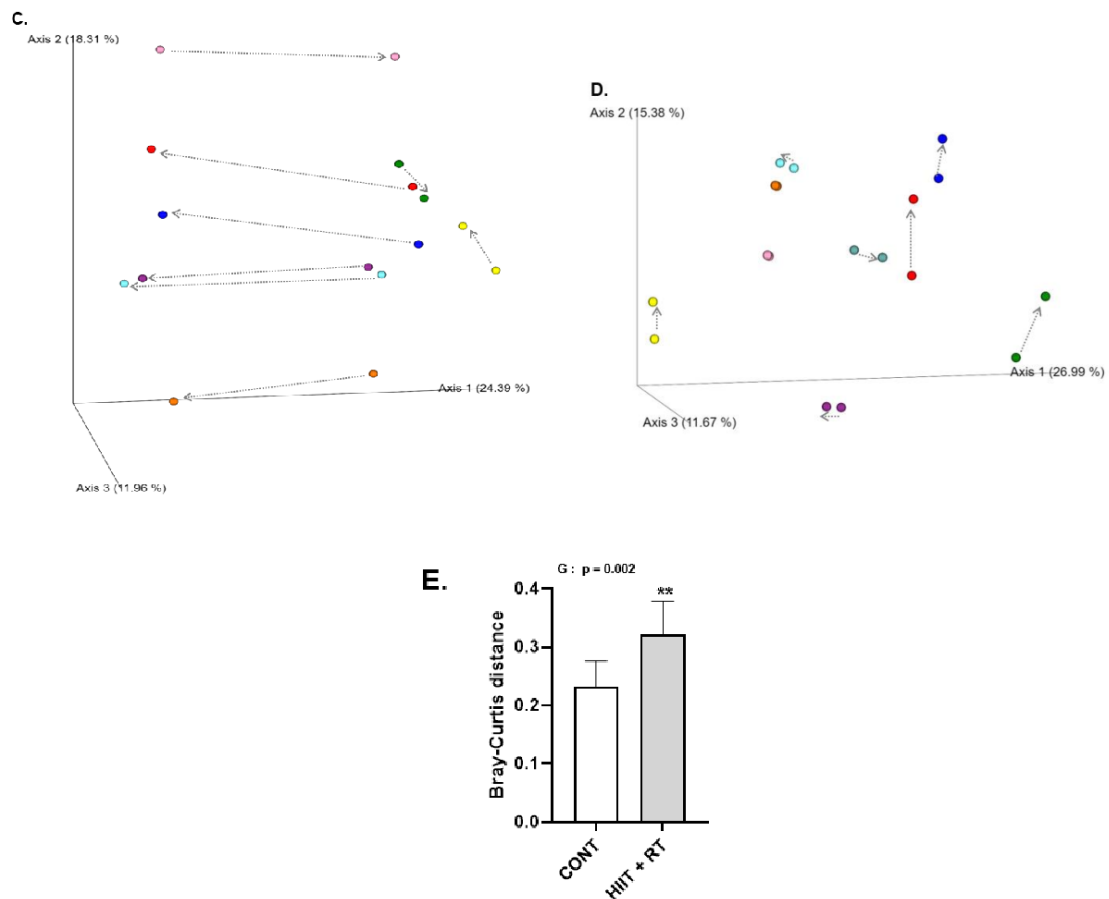 C.
Axis 2 (18.31 %)
Axis 1 (24.39 %)
Axis 3 (11.96 %)
D.
Axis 2 (15.38 %)
Axis 1 (26.99 %)
Axis 3 (11.67 %)
E.
G : p = 0.002
**
Bray-Curtis distance
0.4
0.3
0.2
0.1
0.0
CONT
HIIT + RT